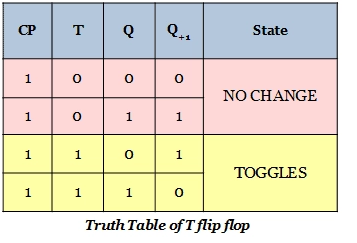 CP T Q Q+1 State
1 0 0 0 NO CHANGE
1 0 1 1
1 1 0 1 TOGGLES
1 1 1 0
Truth Table of T flip flop